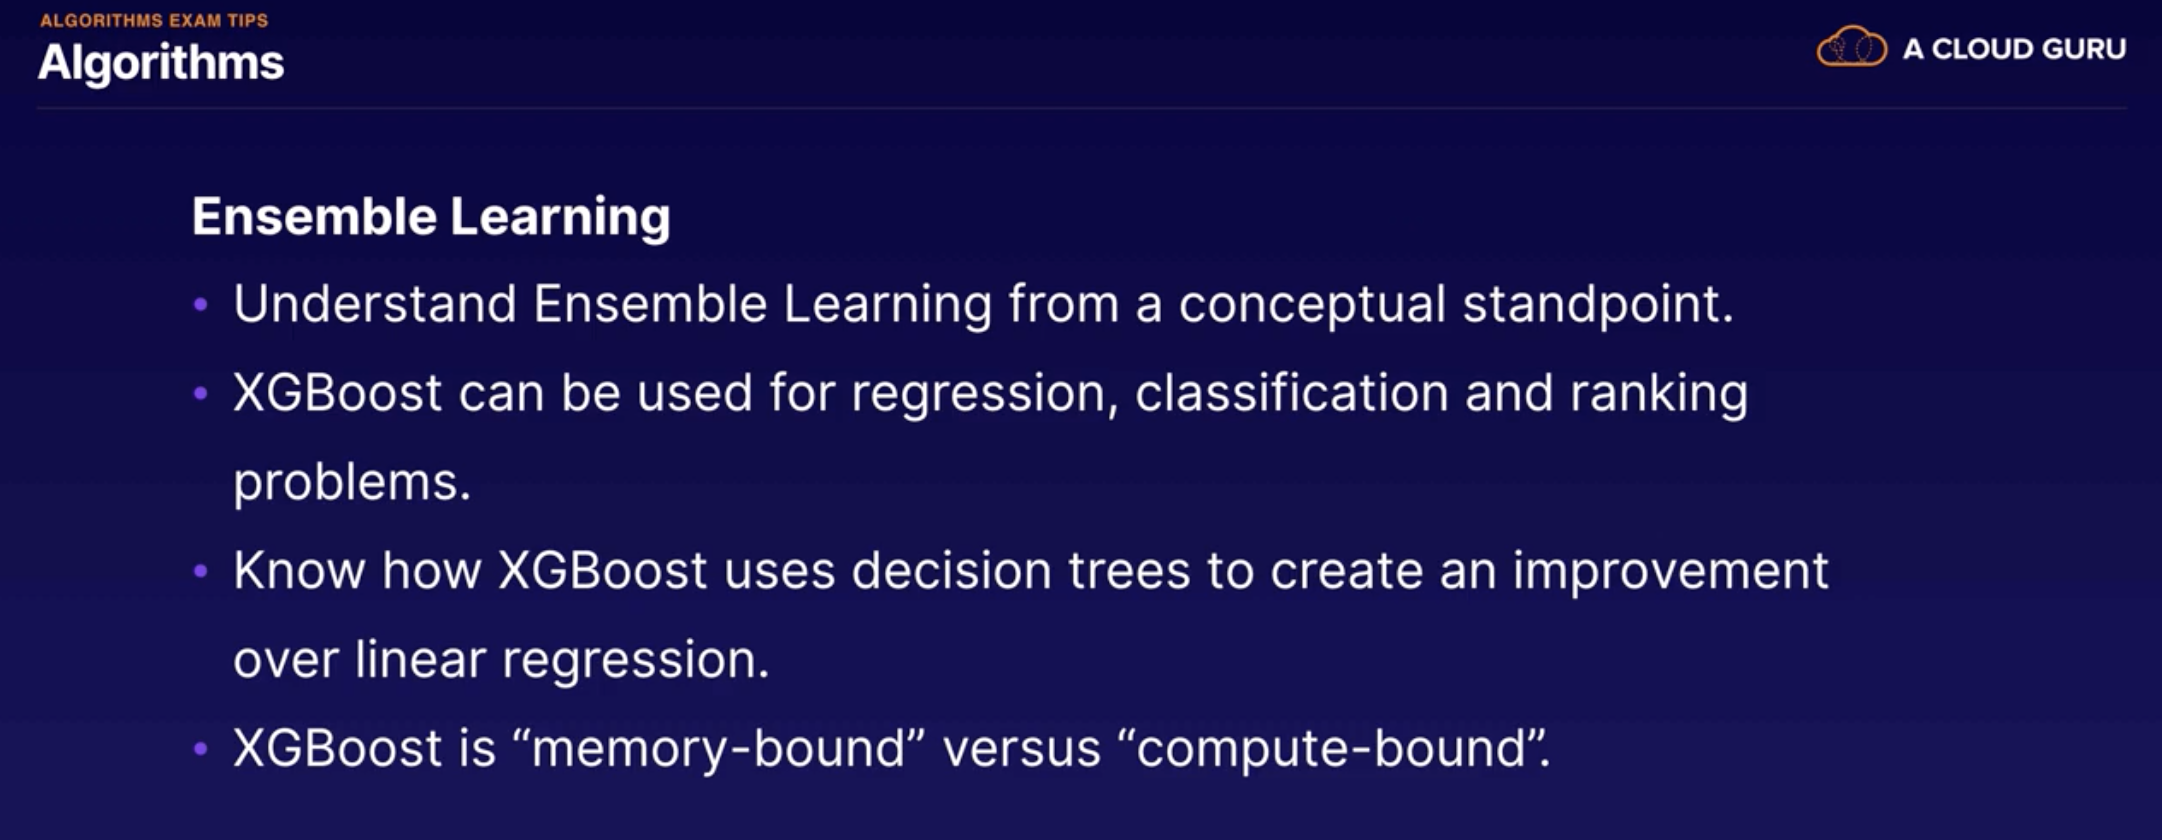 ALGORITHMS EXAM TIPS
Algorithms
A CLOUD GURU
Ensemble Learning
• Understand Ensemble Learning from a conceptual standpoint.
• XGBoost can be used for regression, classification and ranking
problems.
• Know how XGBoost uses decision trees to create an improvement
over linear regression.
• XGBoost is “memory-bound” versus “compute-bound”.